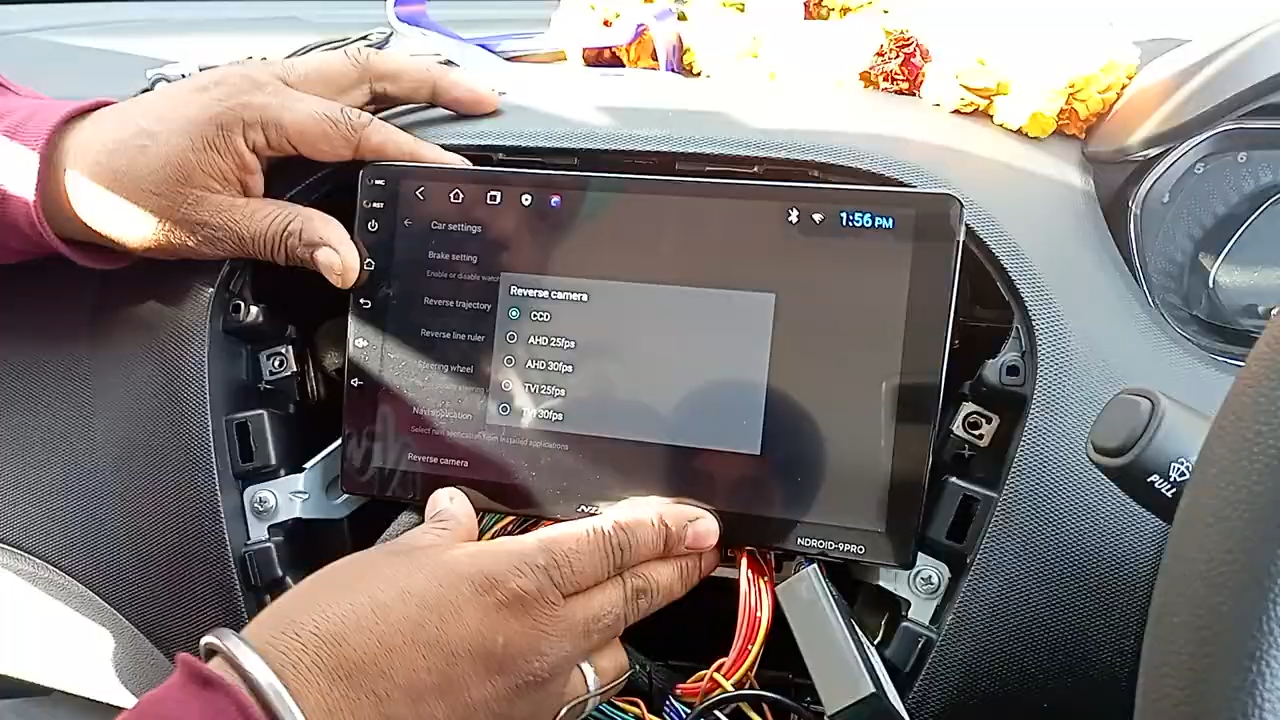 MIC
RST
1:56 PM
Car settings
Brake setting
Enable or disable watch
Reverse trajectory
Reverse line ruler
Steering wheel
Navi application
Select navi application from installed applications
Reverse camera
Reverse camera
CCD
AHD 25fps
AHD 30fps
TVI 25fps
TVI 30fps
NDROID-9PRO
PULL
6
5